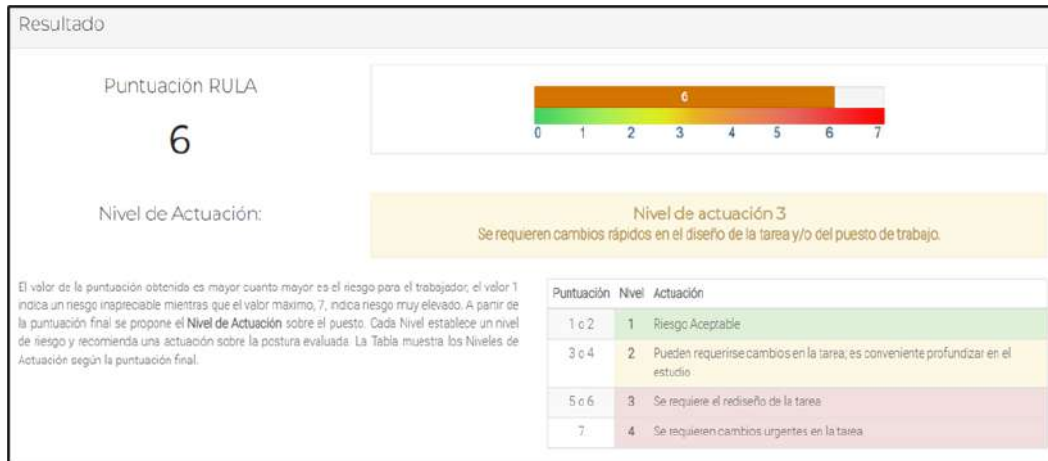 Resultado
Puntuación RULA
6
6
0 1 2 3 4 5 6 7
Nivel de Actuación:
Nivel de actuación 3
Se requieren cambios rápidos en el diseño de la tarea y/o del puesto de trabajo.
El valor de la puntuación obtenida es mayor cuanto mayor es el riesgo para el trabajador; el valor 1
indica un riesgo inapreciable mientras que el valor máximo, 7, indica riesgo muy elevado. A partir de
la puntuación final se propone el Nivel de Actuación sobre el puesto. Cada Nivel establece un nivel
de riesgo y recomienda una actuación sobre la postura evaluada. La Tabla muestra los Niveles de
Actuación según la puntuación final.
Puntuación Nivel Actuación
1 o 2 1 Riesgo Aceptable
3 o 4 2 Pueden requerirse cambios en la tarea; es conveniente profundizar en el
estudio
5 o 6 3 Se requiere el rediseño de la tarea
7 4 Se requieren cambios urgentes en la tarea